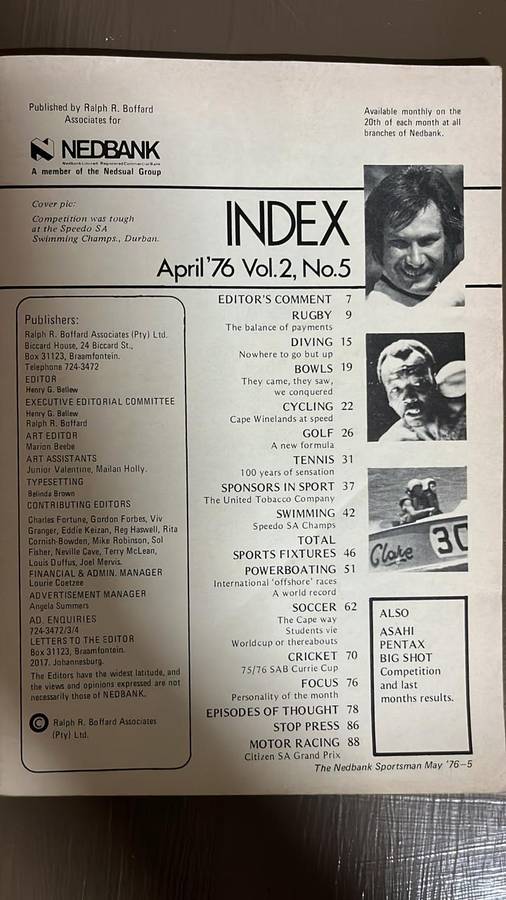 Published by Ralph R. Boffard
Associates for
NEDBANK
Nedbank Limited Registered Commercial Bank
A member of the Nedsual Group
Available monthly on the
20th of each month at all
branches of Nedbank.
Cover pic:
Competition was tough
at the Speedo SA
Swimming Champs., Durban.
INDEX
April '76 Vol.2, No.5
Publishers:
Ralph R. Boffard Associates (Pty) Ltd.
Biccard House, 24 Biccard St.,
Box 31123, Braamfontein.
Telephone 724-3472
EDITOR
Henry G. Bellew
EXECUTIVE EDITORIAL COMMITTEE
Henry G. Bellew
Ralph R. Boffard
ART EDITOR
Marion Beebe
ART ASSISTANTS
Junior Valentine, Mailan Holly.
TYPESETTING
Belinda Brown
CONTRIBUTING EDITORS
Charles Fortune, Gordon Forbes, Viv
Granger, Eddie Keizan, Reg Haswell, Rita
Cornish-Bowden, Mike Robinson, Sol
Fisher, Neville Cave, Terry McLean,
Louis Duffus, Joel Mervis.
FINANCIAL & ADMIN. MANAGER
Lourie Coetzee
ADVERTISEMENT MANAGER
Angela Summers
AD. ENQUIRIES
724-3472/3/4
LETTERS TO THE EDITOR
Box 31123, Braamfontein.
2017. Johannesburg.
The Editors have the widest latitude, and
the views and opinions expressed are not
necessarily those of NEDBANK.
© Ralph R. Boffard Associates
(Pty) Ltd.
EDITOR'S COMMENT 7
RUGBY 9
The balance of payments
DIVING 15
Nowhere to go but up
BOWLS 19
They came, they saw,
we conquered
CYCLING 22
Cape Winelands at speed
GOLF 26
A new formula
TENNIS 31
100 years of sensation
SPONSORS IN SPORT 37
The United Tobacco Company
SWIMMING 42
Speedo SA Champs
TOTAL
SPORTS FIXTURES 46
POWERBOATING 51
International 'offshore' races
A world record
SOCCER 62
The Cape way
Students vie
Worldcup or thereabouts
CRICKET 70
75/76 SAB Currie Cup
FOCUS 76
Personality of the month
EPISODES OF THOUGHT 78
STOP PRESS 86
MOTOR RACING 88
Citizen SA Grand Prix
Clare 30
ALSO
ASAHI
PENTAX
BIG SHOT
Competition
and last
months results.
The Nedbank Sportsman May '76—5